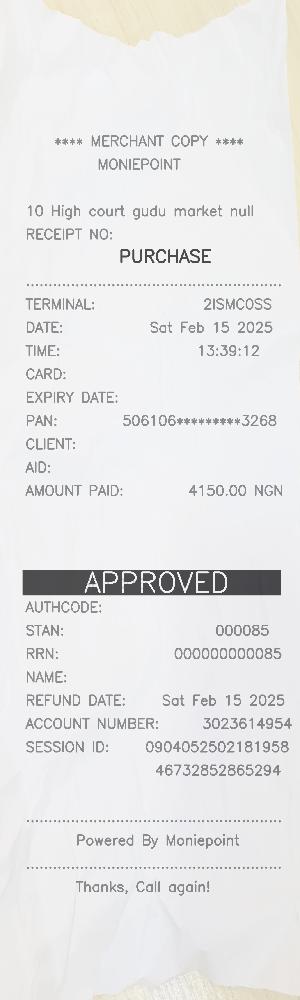 **** MERCHANT COPY ****
MONIEPOINT
10 High court gudu market null
RECEIPT NO:
PURCHASE
TERMINAL: 2ISMCOSS
DATE: Sat Feb 15 2025
TIME: 13:39:12
CARD:
EXPIRY DATE:
PAN: 506106*********3268
CLIENT:
AID:
AMOUNT PAID: 4150.00 NGN
APPROVED
AUTHCODE:
STAN: 000085
RRN: 000000000085
NAME:
REFUND DATE: Sat Feb 15 2025
ACCOUNT NUMBER: 3023614954
SESSION ID: 0904052502181958
46732852865294
Powered By Moniepoint
Thanks, Call again!